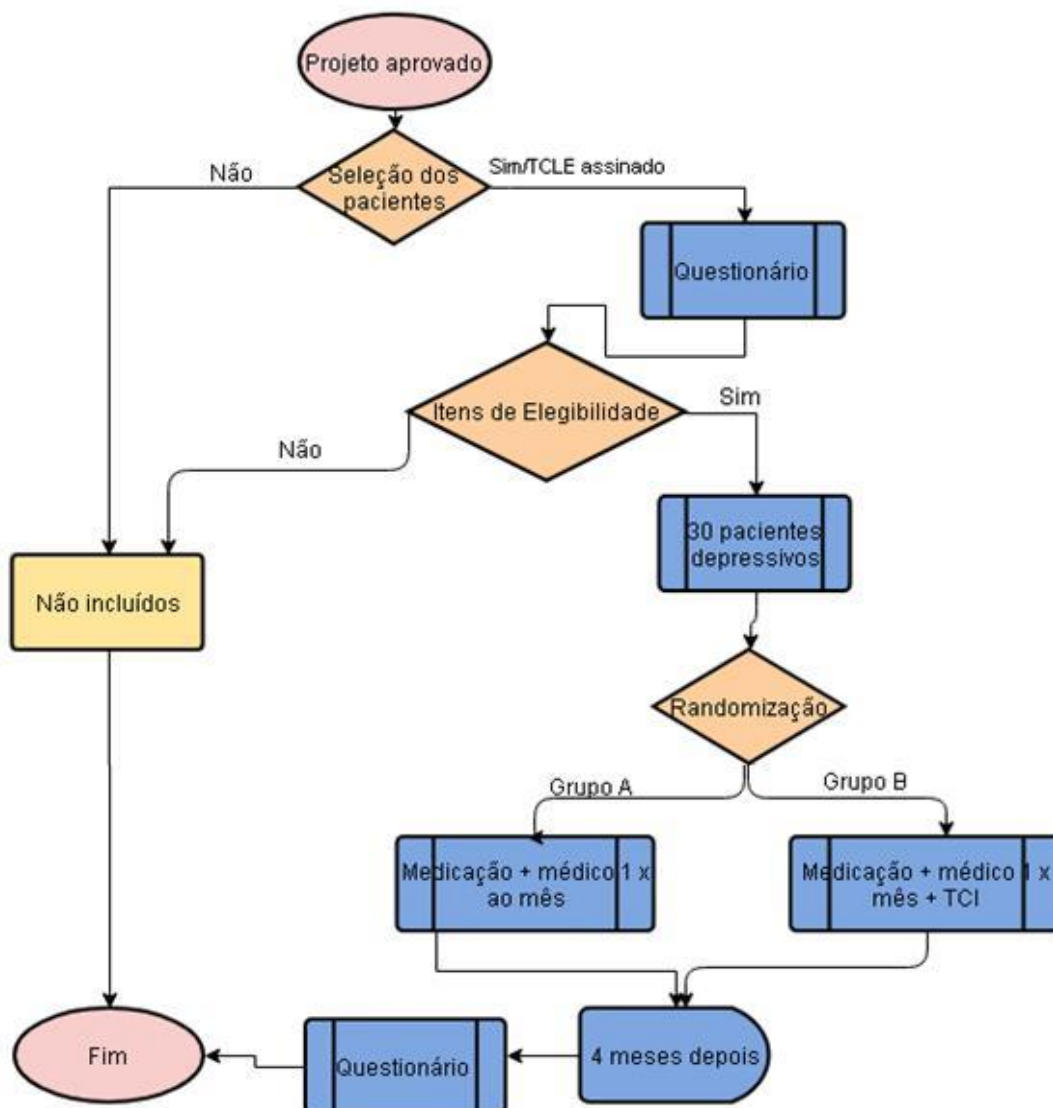 Projeto aprovado
Não
Seleção dos
pacientes
Sim/TCLE assinado
Questionário
Itens de Elegibilidade
Sim
Não
30 pacientes
depressivos
Não incluídos
Randomização
Grupo A
Grupo B
Medicação + médico 1 x
ao mês
Medicação + médico 1 x
mês + TCI
4 meses depois
Questionário
Fim